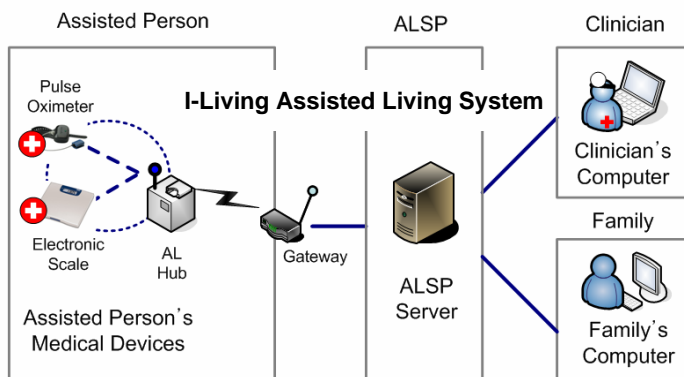 Assisted Person
ALSP
Clinician
I-Living Assisted Living System
Pulse
Oximeter
Electronic
Scale
AL
Hub
Gateway
Assisted Person's
Medical Devices
ALSP
Server
Clinician's
Computer
Family
Family's
Computer